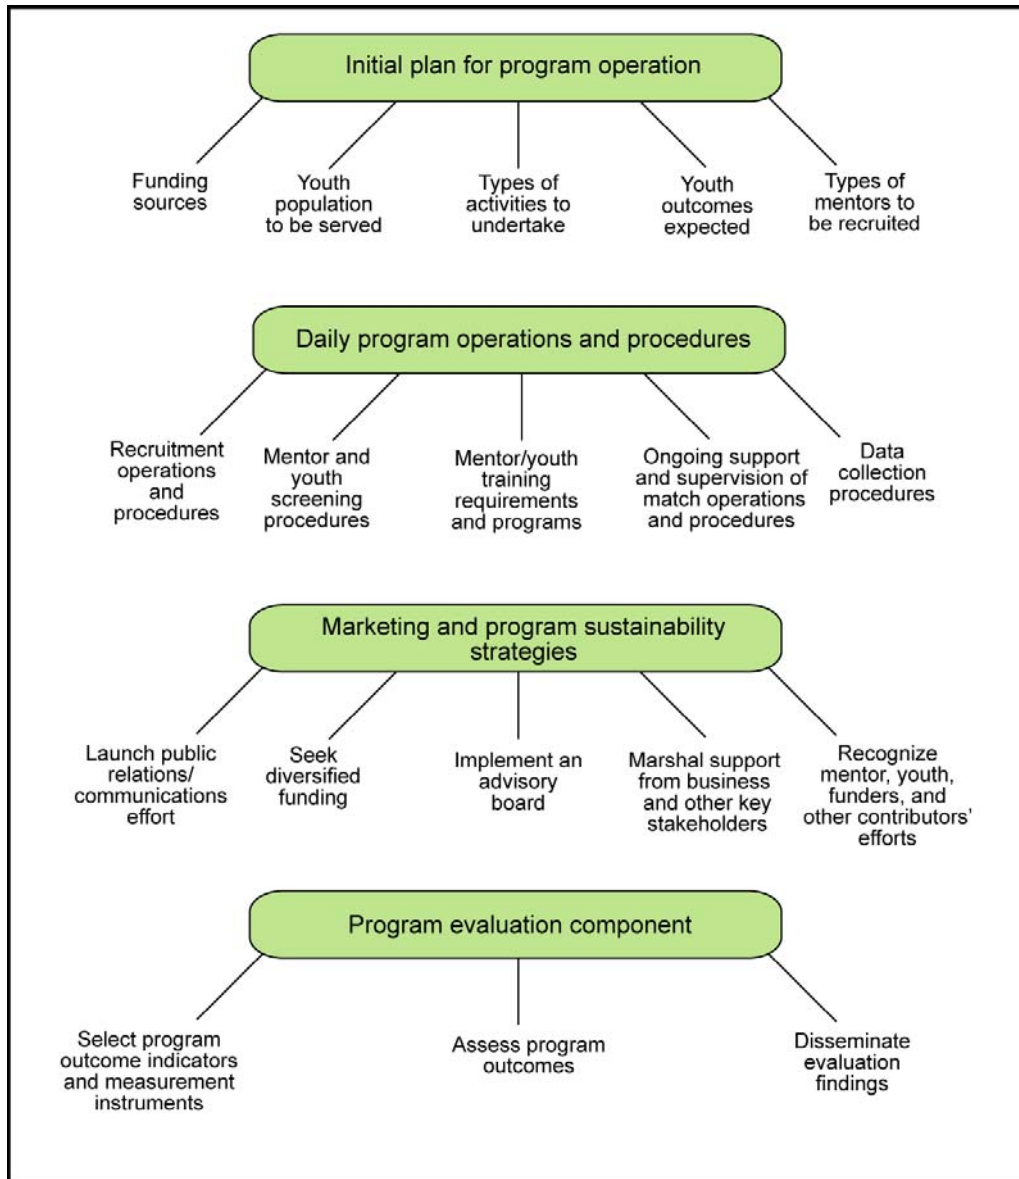 Initial plan for program operation
Funding
sources
Youth
population
to be served
Types of
activities to
undertake
Youth
outcomes
expected
Types of
mentors to
be recruited
Daily program operations and procedures
Recruitment
operations
and
procedures
Mentor and
youth
screening
procedures
Mentor/youth
training
requirements
and programs
Ongoing support
and supervision of
match operations
and procedures
Data
collection
procedures
Marketing and program sustainability
strategies
Launch public
relations/
communications
effort
Seek
diversified
funding
Implement an
advisory
board
Marshal support
from business
and other key
stakeholders
Recognize
mentor, youth,
funders, and
other contributors’
efforts
Program evaluation component
Select program
outcome indicators
and measurement
instruments
Assess program
outcomes
Disseminate
evaluation
findings